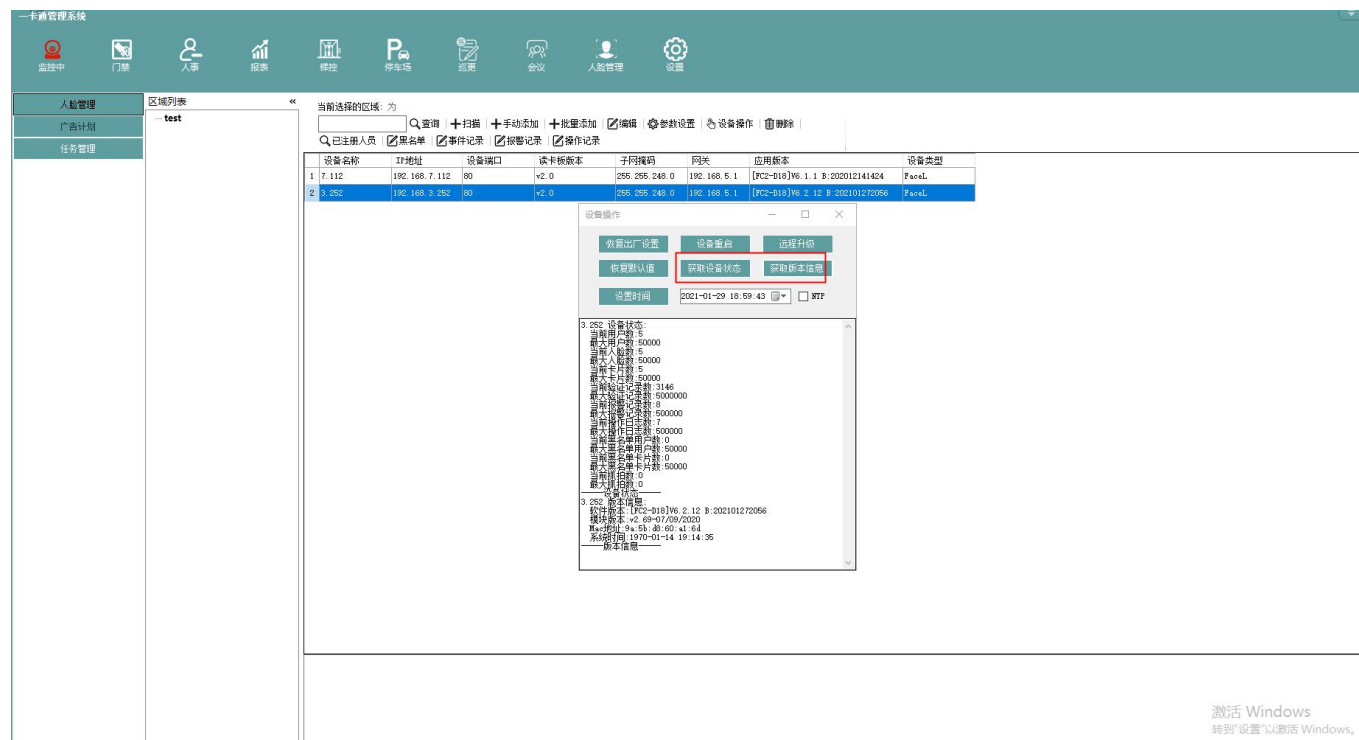 一卡通管理系统
监控中 门禁 人事 报表 梯控 停车场 巡更 会议 人脸管理 设置
人脸管理
广告计划
任务管理
区域列表 «
test
当前选择的区域: 为
查询 扫描 手动添加 批里添加 编辑 参数设置 设备操作 删除
已注册人员 黑名单 事件记录 报警记录 操作记录
设备名称 IP地址 设备端口 读卡板版本 子网掩码 网关 应用版本 设备类型
1 7.112 192.168.7.112 80 v2.0 255.255.248.0 192.168.5.1 [FC2-D18]V6.1.1 B:202012141424 FaceL
2 3.252 192.168.3.252 80 v2.0 255.255.248.0 192.168.5.1 [FC2-D18]V6.2.12 B:202101272056 FaceL
设备操作
恢复出厂设置 设备重启 远程升级
恢复默认值 获取设备状态 获取版本信息
设置时间 2021-01-29 18:59:43 NTP
3.252 设备状态:
当前用户数:5
最大用户数:50000
当前人脸数:5
最大人脸数:50000
当前卡片数:5
最大卡片数:50000
当前验证记录数:3146
最大验证记录数:5000000
当前报警记录数:8
最大报警记录数:500000
当前操作日志数:7
最大操作日志数:500000
当前黑名单用户数:0
最大黑名单用户数:50000
当前黑名单卡片数:0
最大黑名单卡片数:50000
当前抓拍数:0
最大抓拍数:0
——设备状态——
3.252 版本信息:
软件版本:[FC2-D18]V6.2.12 B:202101272056
模块版本:v2.69-07/09/2020
Mac地址:9a:5b:d8:60:a1:6d
系统时间:1970-01-14 19:14:35
——版本信息——
激活 Windows
转到“设置”以激活 Windows。